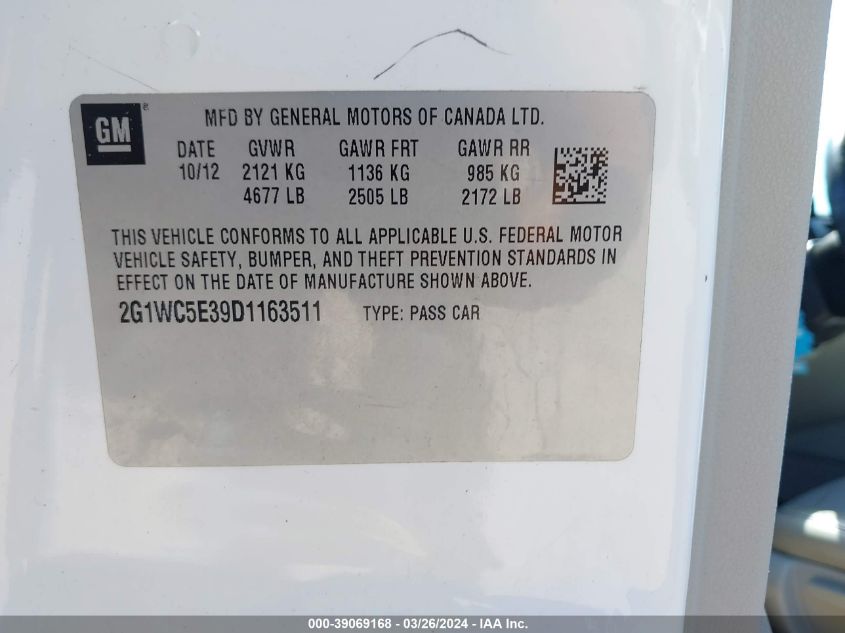 GM ®
MFD BY GENERAL MOTORS OF CANADA LTD.
DATE GVWR GAWR FRT GAWR RR
10/12 2121 KG 1136 KG 985 KG
4677 LB 2505 LB 2172 LB
THIS VEHICLE CONFORMS TO ALL APPLICABLE U.S. FEDERAL MOTOR
VEHICLE SAFETY, BUMPER, AND THEFT PREVENTION STANDARDS IN
EFFECT ON THE DATE OF MANUFACTURE SHOWN ABOVE.
2G1WC5E39D1163511 TYPE: PASS CAR
000-39069168 - 03/26/2024 - IAA Inc.